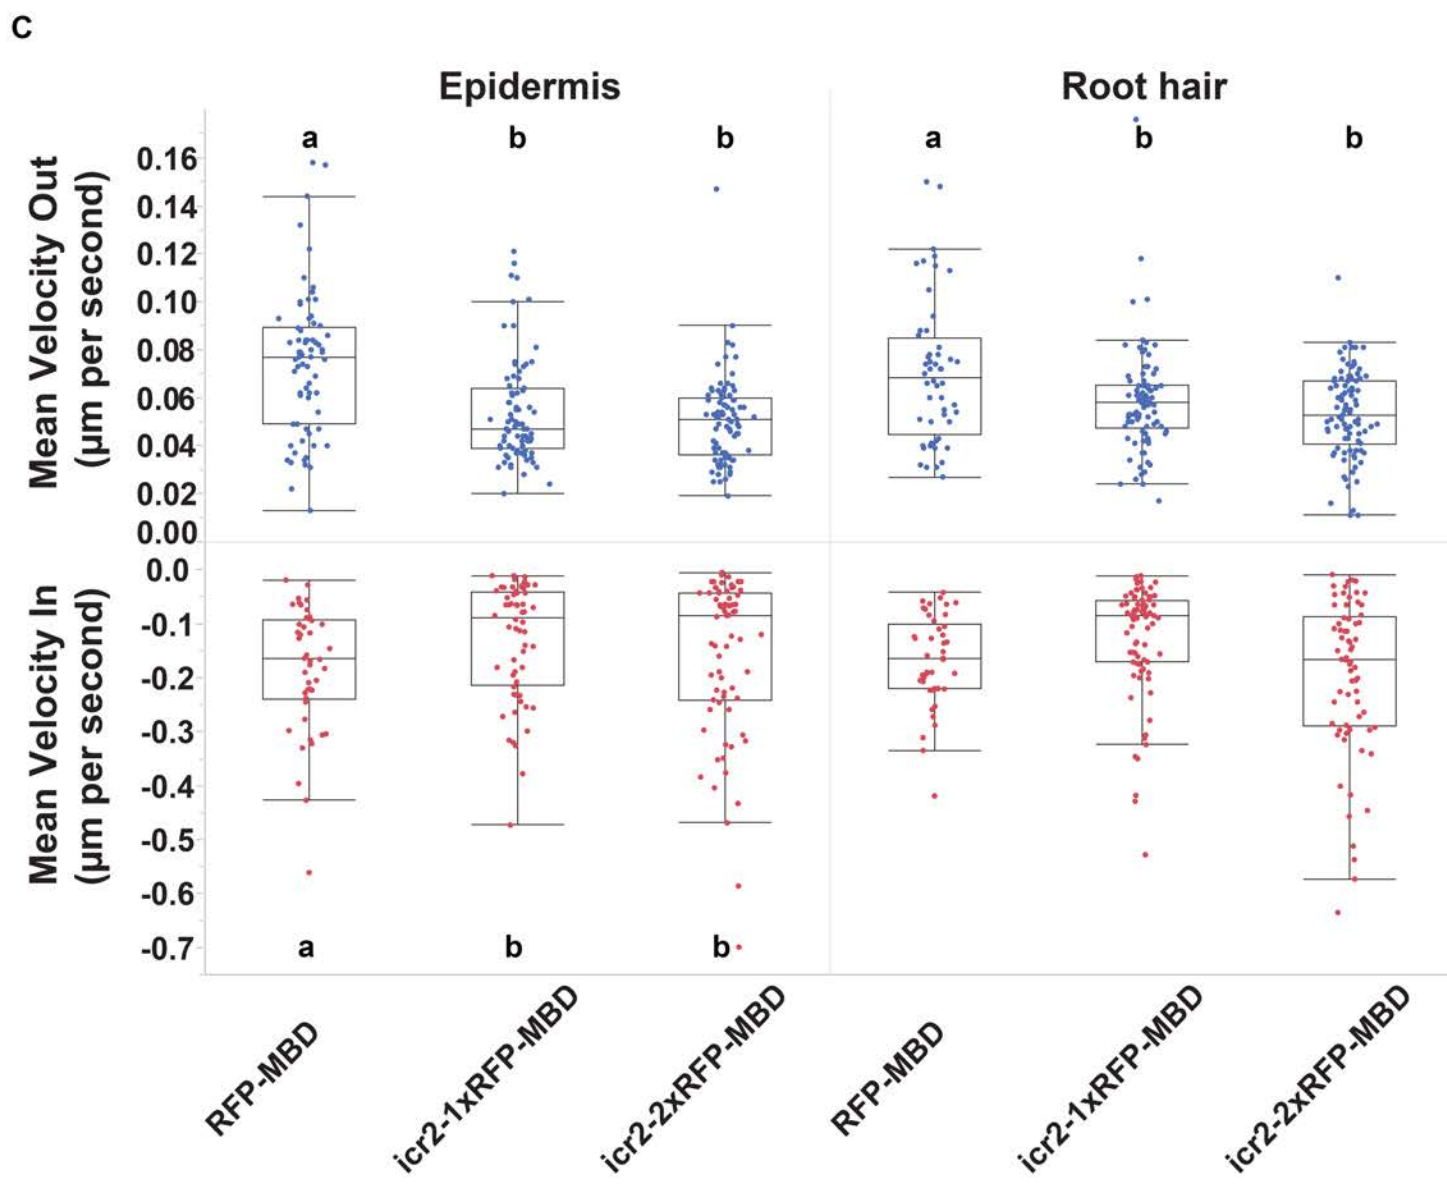 C
Epidermis
Root hair
a
b
b
a
b
b
Mean Velocity Out
(µm per second)
0.16
0.14
0.12
0.10
0.08
0.06
0.04
0.02
0.00
Mean Velocity In
(µm per second)
0.0
-0.1
-0.2
-0.3
-0.4
-0.5
-0.6
-0.7
a
b
b
RFP-MBD
icr2-1xRFP-MBD
icr2-2xRFP-MBD
RFP-MBD
icr2-1xRFP-MBD
icr2-2xRFP-MBD